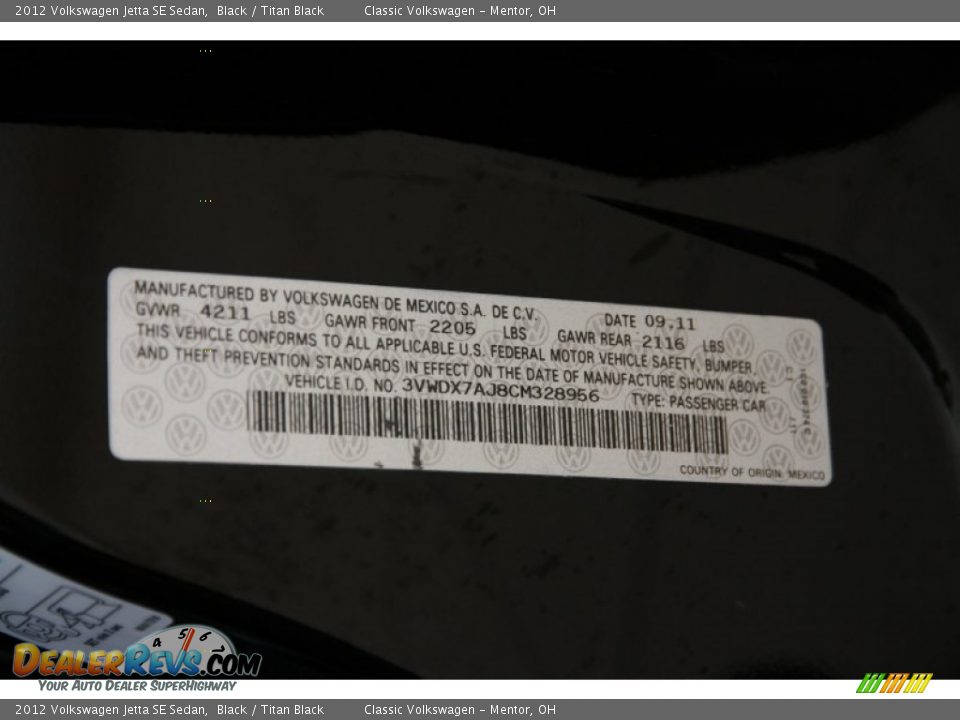 2012 Volkswagen Jetta SE Sedan, Black / Titan Black Classic Volkswagen - Mentor, OH
MANUFACTURED BY VOLKSWAGEN DE MEXICO S.A. DE C.V. DATE 09.11
GVWR 4211 LBS GAWR FRONT 2205 LBS GAWR REAR 2116 LBS
THIS VEHICLE CONFORMS TO ALL APPLICABLE U.S. FEDERAL MOTOR VEHICLE SAFETY, BUMPER,
AND THEFT PREVENTION STANDARDS IN EFFECT ON THE DATE OF MANUFACTURE SHOWN ABOVE.
VEHICLE I.D. NO. 3VWDX7AJ8CM328956 TYPE: PASSENGER CAR
COUNTRY OF ORIGIN: MEXICO
4 5 6
DEALERREVS.COM
YOUR AUTO DEALER SUPERHIGHWAY
2012 Volkswagen Jetta SE Sedan, Black / Titan Black Classic Volkswagen - Mentor, OH